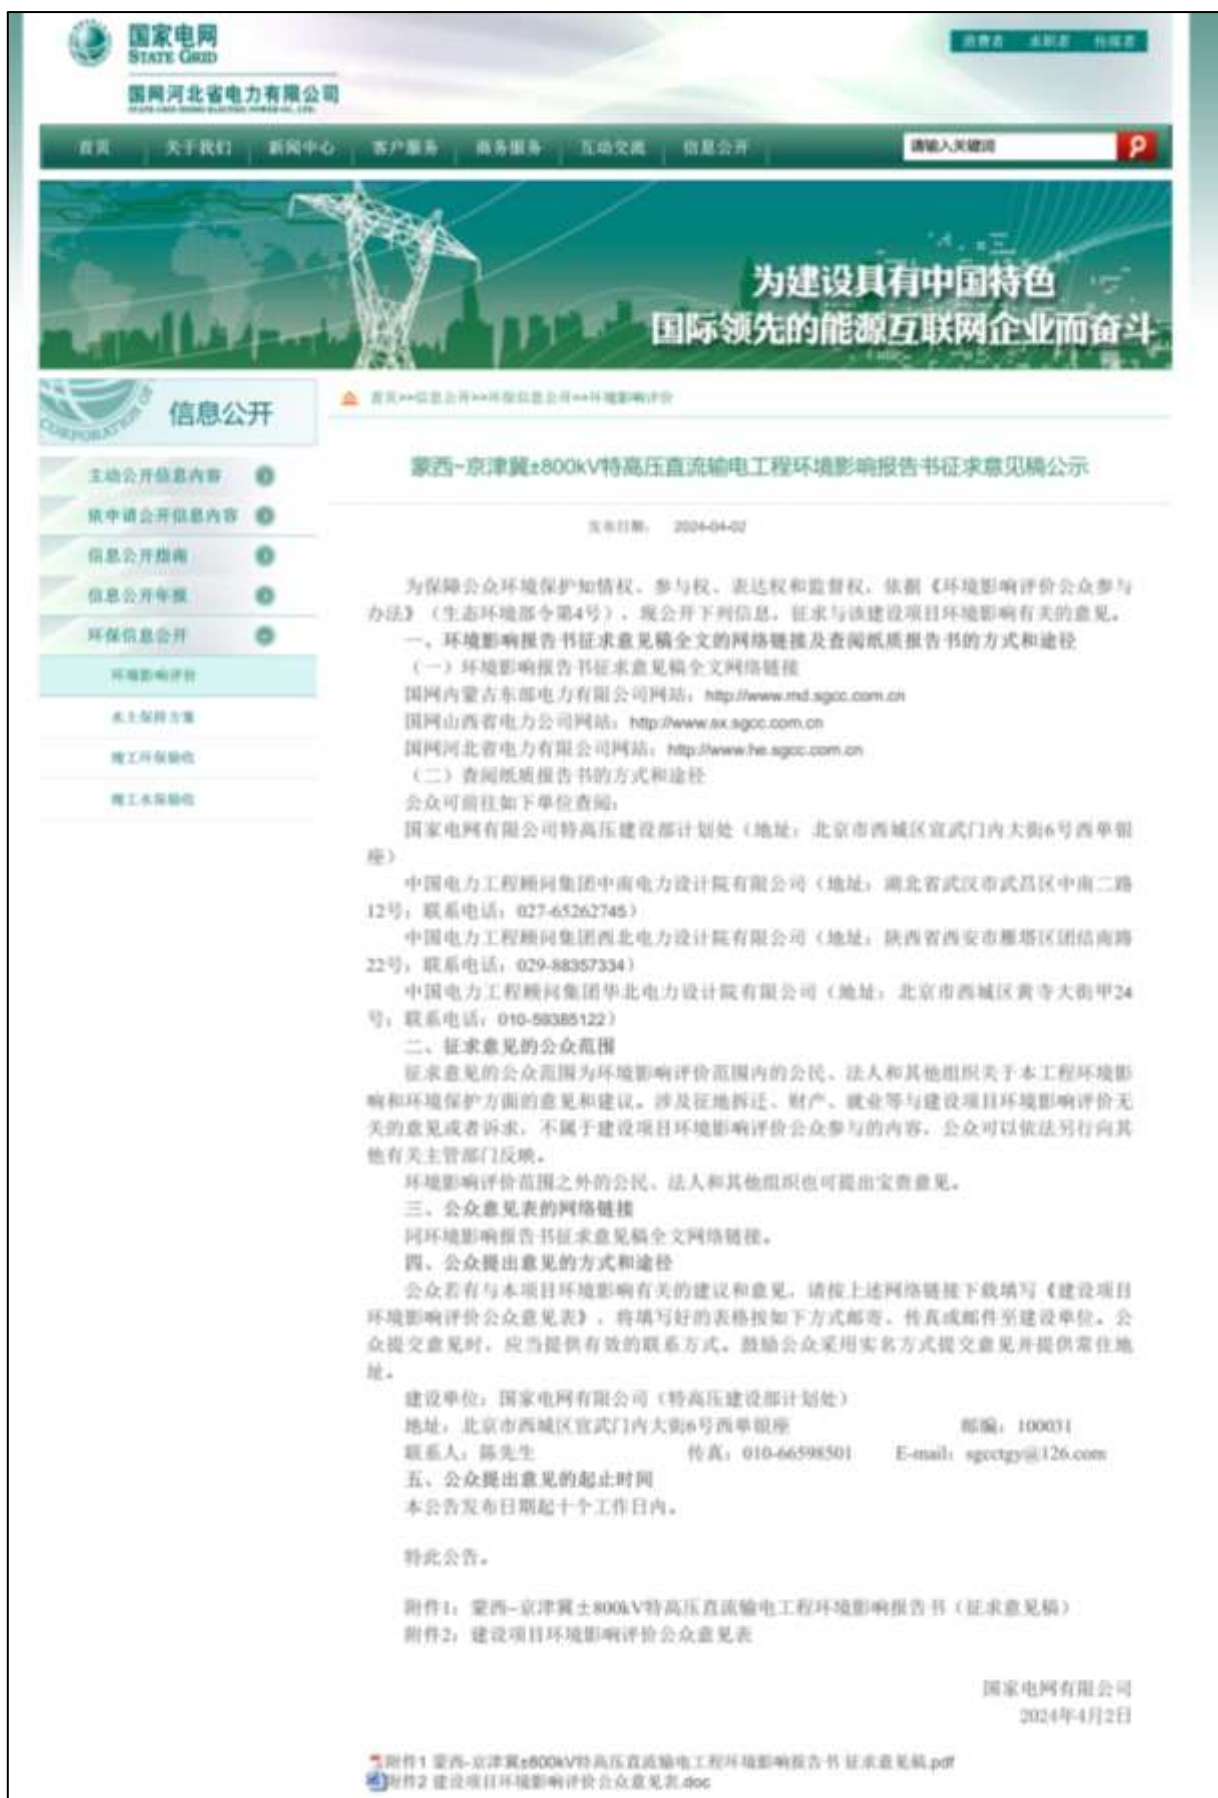 国家电网
STATE GRID
国网河北省电力有限公司
消费者 求职者 传媒者
首页 关于我们 新闻中心 客户服务 商务服务 互动交流 信息公开 请输入关键词
为建设具有中国特色
国际领先的能源互联网企业而奋斗
CORPORATION OF
信息公开
首页>>信息公开>>环保信息公开>>环境影响评价
主动公开信息内容
依申请公开信息内容
信息公开指南
信息公开年报
环保信息公开
环境影响评价
水土保持方案
竣工环保验收
竣工水保验收
蒙西~京津冀±800kV特高压直流输电工程环境影响报告书征求意见稿公示
发布日期： 2024-04-02
为保障公众环境保护知情权、参与权、表达权和监督权，依据《环境影响评价公众参与
办法》（生态环境部令第4号），现公开下列信息，征求与该建设项目环境影响有关的意见。
一、环境影响报告书征求意见稿全文的网络链接及查阅纸质报告书的方式和途径
（一）环境影响报告书征求意见稿全文网络链接
国网内蒙古东部电力有限公司网站：http://www.md.sgcc.com.cn
国网山西省电力公司网站：http://www.sx.sgcc.com.cn
国网河北省电力有限公司网站：http://www.he.sgcc.com.cn
（二）查阅纸质报告书的方式和途径
公众可前往如下单位查阅：
国家电网有限公司特高压建设部计划处（地址：北京市西城区宣武门内大街6号西单银
座）
中国电力工程顾问集团中南电力设计院有限公司（地址：湖北省武汉市武昌区中南二路
12号；联系电话：027-65262745）
中国电力工程顾问集团西北电力设计院有限公司（地址：陕西省西安市雁塔区团结南路
22号；联系电话：029-88357334）
中国电力工程顾问集团华北电力设计院有限公司（地址：北京市西城区黄寺大街甲24
号；联系电话：010-59385122）
二、征求意见的公众范围
征求意见的公众范围为环境影响评价范围内的公民、法人和其他组织关于本工程环境影
响和环境保护方面的意见和建议。涉及征地拆迁、财产、就业等与建设项目环境影响评价无
关的意见或者诉求，不属于建设项目环境影响评价公众参与的内容，公众可以依法另行向其
他有关主管部门反映。
环境影响评价范围之外的公民、法人和其他组织也可提出宝贵意见。
三、公众意见表的网络链接
同环境影响报告书征求意见稿全文网络链接。
四、公众提出意见的方式和途径
公众若有与本项目环境影响有关的建议和意见，请按上述网络链接下载填写《建设项目
环境影响评价公众意见表》，将填写好的表格按如下方式邮寄、传真或邮件至建设单位。公
众提交意见时，应当提供有效的联系方式。鼓励公众采用实名方式提交意见并提供常住地
址。
建设单位：国家电网有限公司（特高压建设部计划处）
地址：北京市西城区宣武门内大街6号西单银座 邮编：100031
联系人：陈先生 传真：010-66598501 E-mail：sgcctgy@126.com
五、公众提出意见的起止时间
本公告发布日期起十个工作日内。
特此公告。
附件1：蒙西~京津冀±800kV特高压直流输电工程环境影响报告书（征求意见稿）
附件2：建设项目环境影响评价公众意见表
国家电网有限公司
2024年4月2日
附件1 蒙西-京津冀±800kV特高压直流输电工程环境影响报告书 征求意见稿.pdf
附件2 建设项目环境影响评价公众意见表.doc